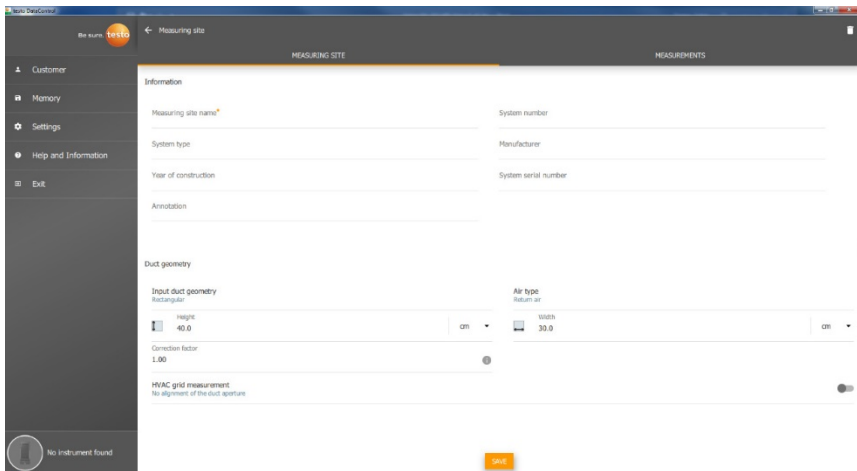 testo DataControl
Be sure. testo
Customer
Memory
Settings
Help and Information
Exit
No instrument found
← Measuring site
MEASURING SITE
MEASUREMENTS
Information
Measuring site name*
System number
System type
Manufacturer
Year of construction
System serial number
Annotation
Duct geometry
Input duct geometry
Rectangular
Air type
Return air
Height
40.0
cm
Width
30.0
cm
Correction factor
1.00
HVAC grid measurement
No alignment of the duct aperture
SAVE